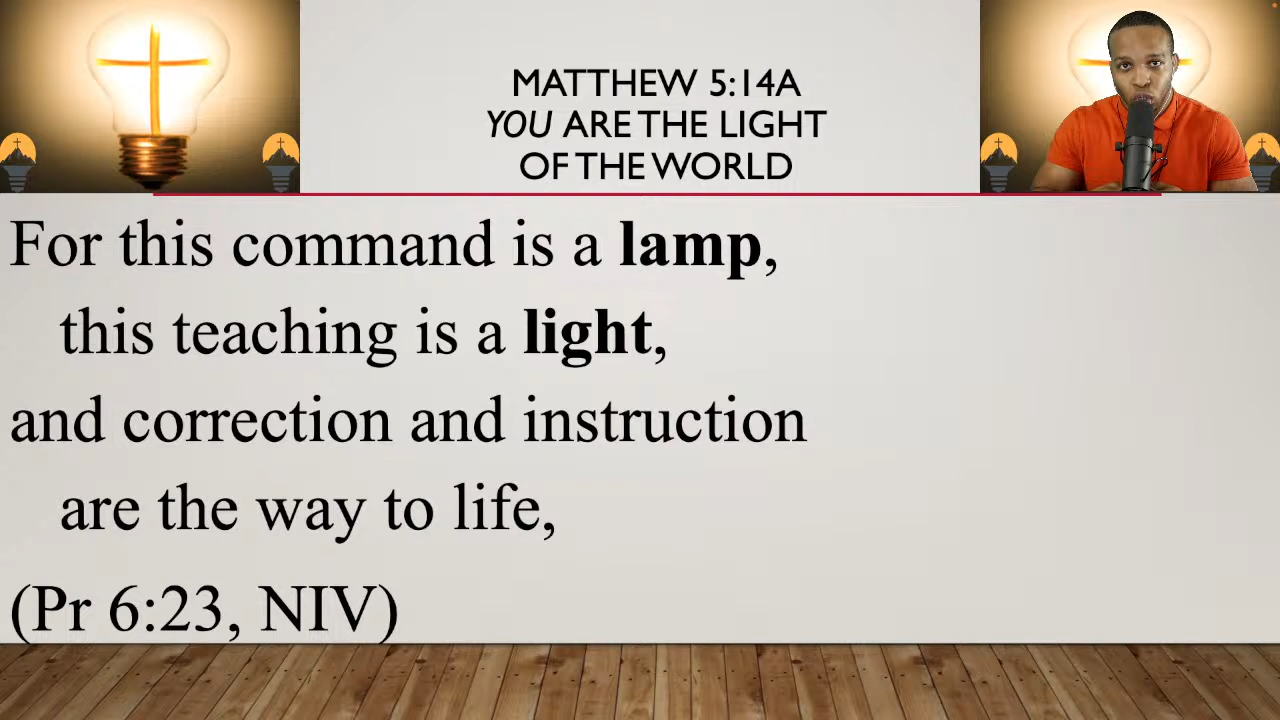 MATTHEW 5:14A
YOU ARE THE LIGHT
OF THE WORLD
For this command is a lamp,
this teaching is a light,
and correction and instruction
are the way to life,
(Pr 6:23, NIV)